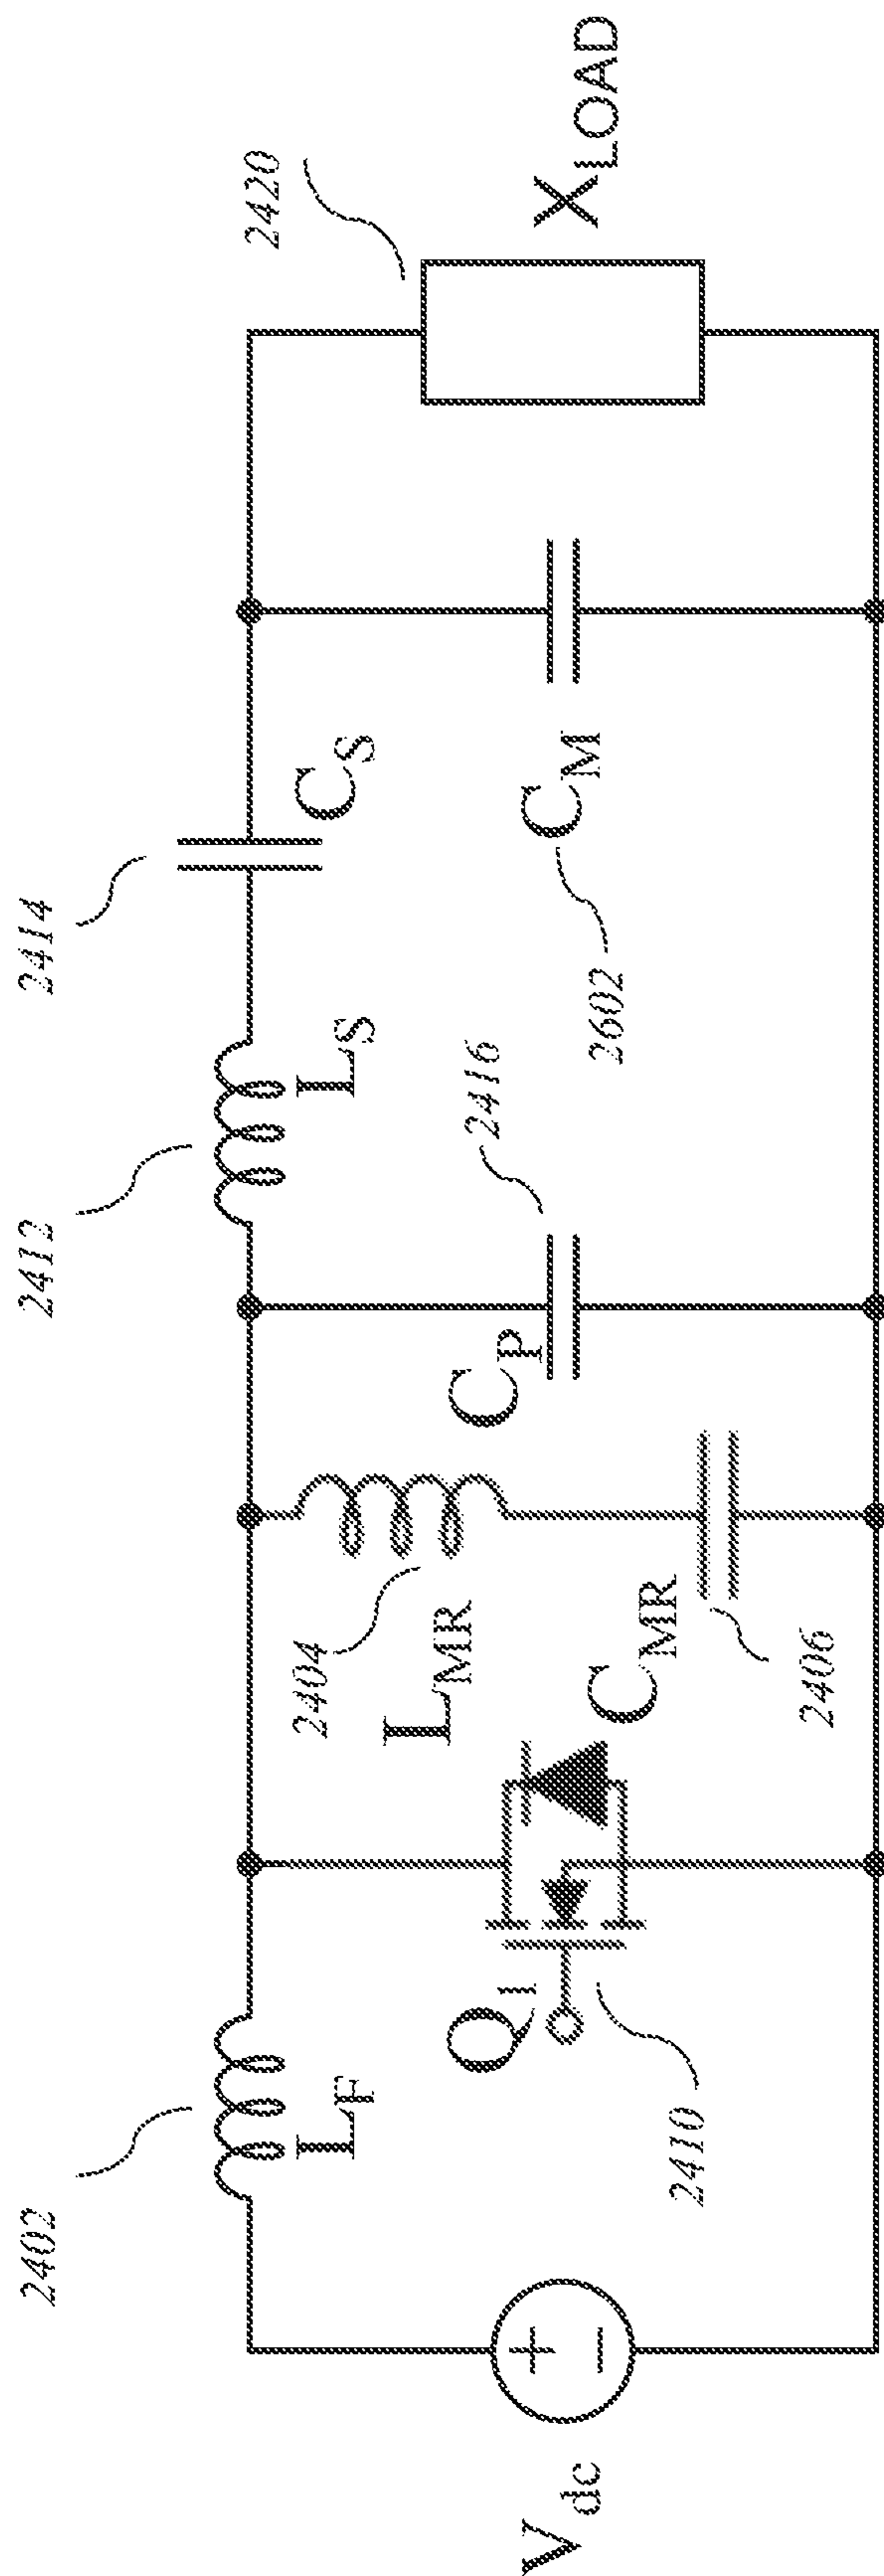 2402
2412
2414
2420
L_F
L_S
C_S
2404
L_MR
C_P
2416
Q_1
V_dc
+
−
C_MR
C_M
X_LOAD
2410
2406
2602